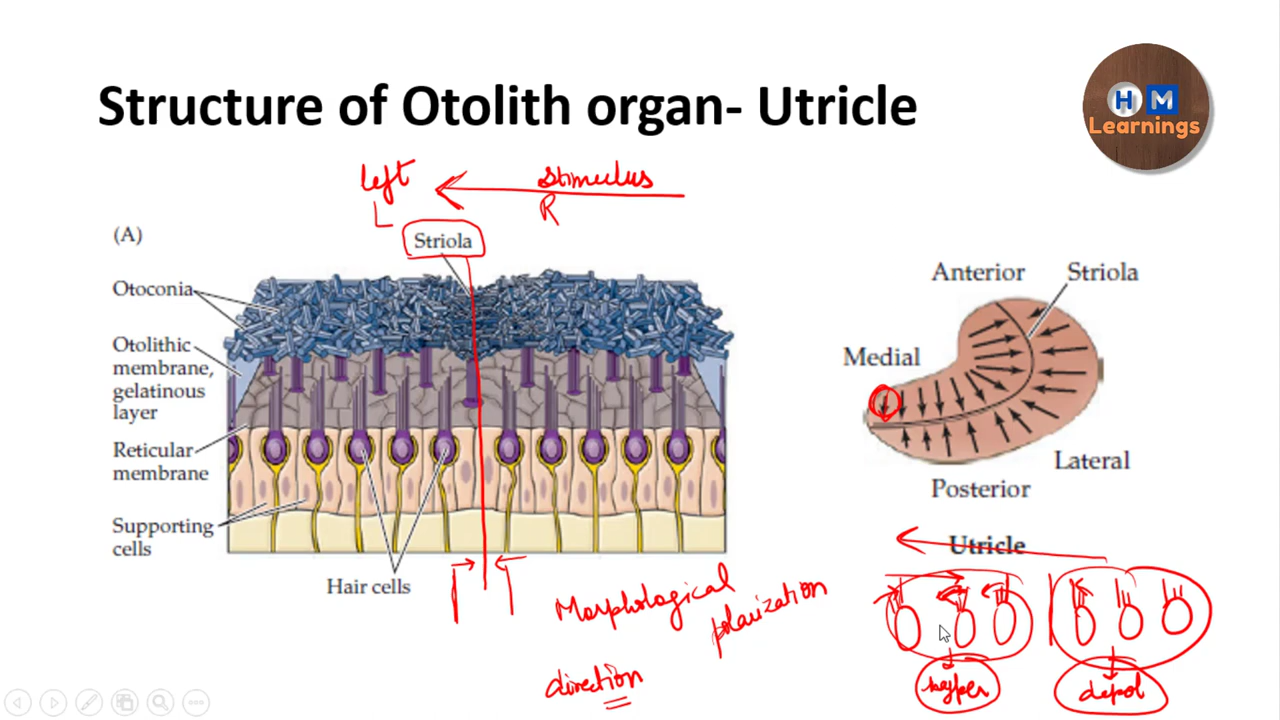 Structure of Otolith organ- Utricle
H M
Learnings
left
stimulus
L
R
(A)
Striola
Otoconia
Otolithic
membrane,
gelatinous
layer
Reticular
membrane
Supporting
cells
Hair cells
Anterior
Striola
Medial
Lateral
Posterior
Utricle
Morphological
polarization
direction
hyper
depol